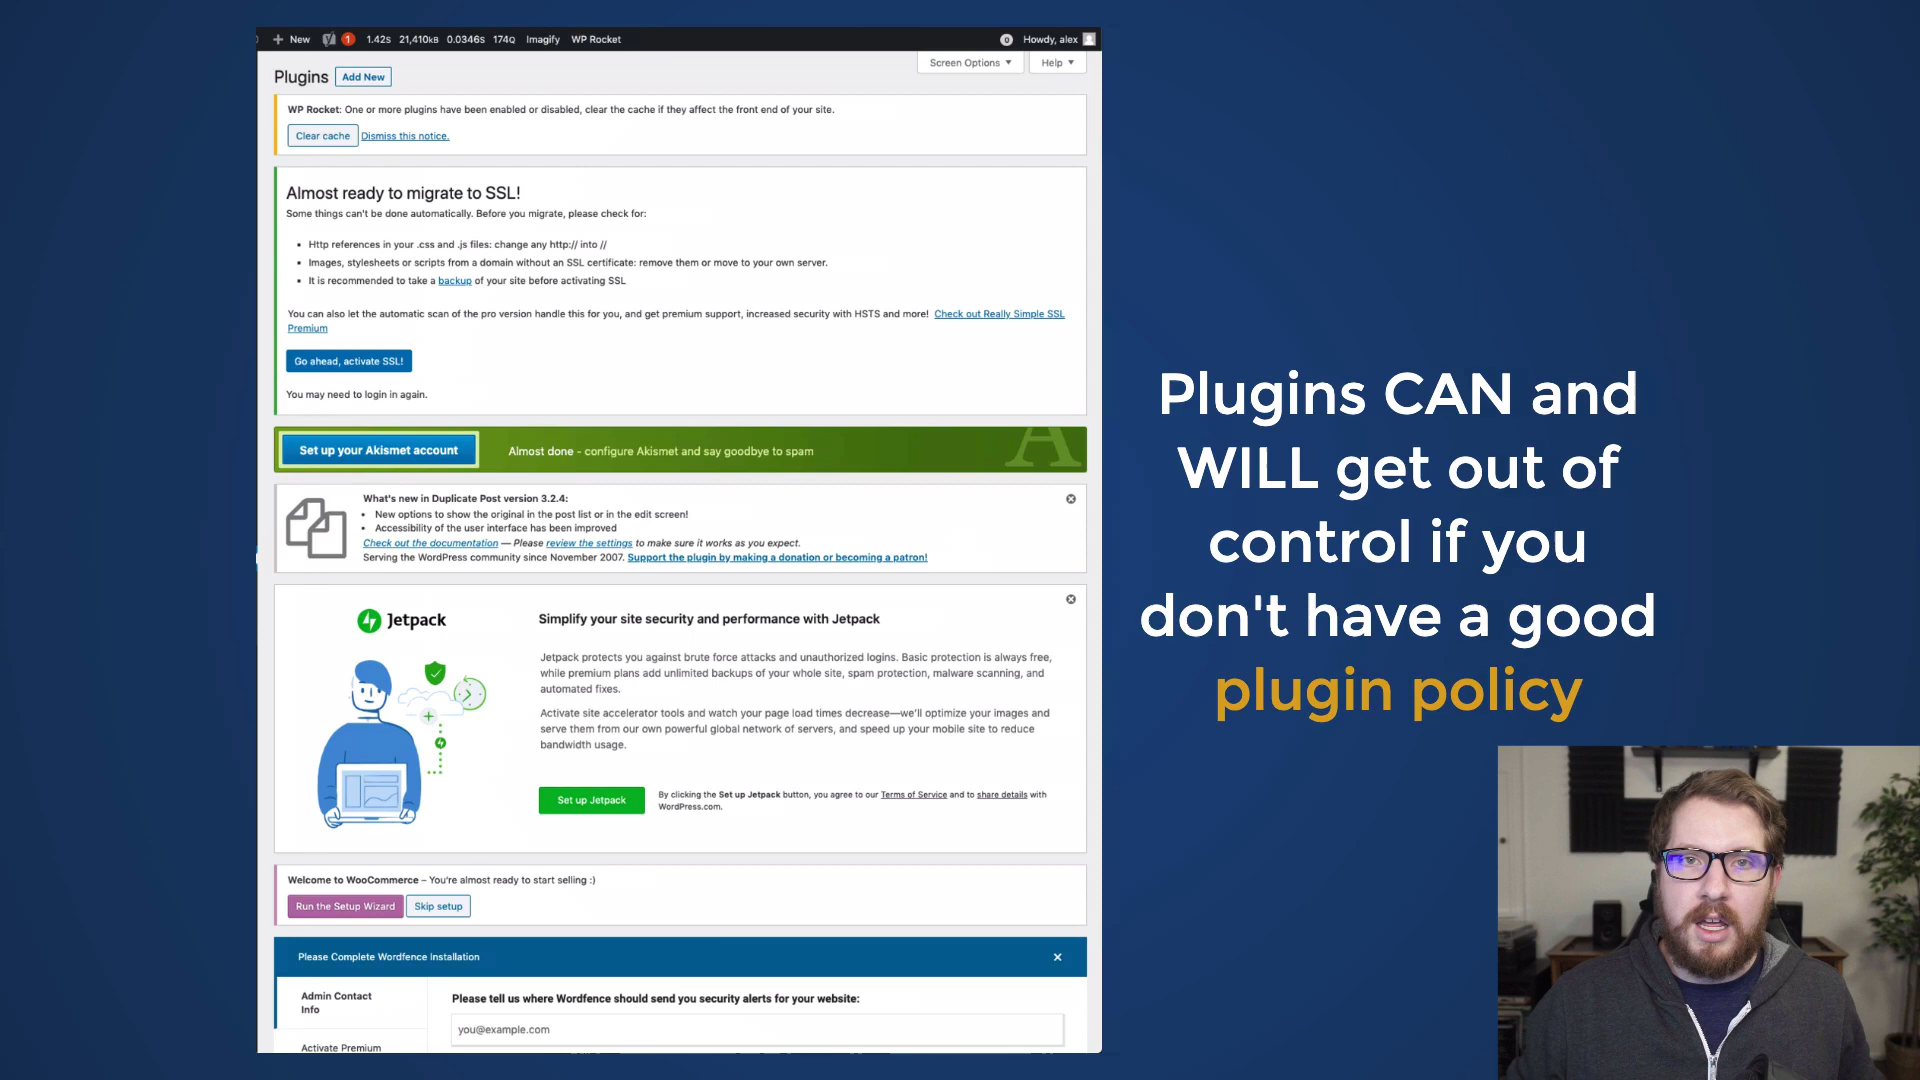 New 1 1.42s 21,410KB 0.0346s 174Q Imagify WP Rocket 0 Howdy, alex
Screen Options Help
Plugins Add New
WP Rocket: One or more plugins have been enabled or disabled, clear the cache if they affect the front end of your site.
Clear cache Dismiss this notice.
Almost ready to migrate to SSL!
Some things can't be done automatically. Before you migrate, please check for:
Http references in your .css and .js files: change any http:// into //
Images, stylesheets or scripts from a domain without an SSL certificate: remove them or move to your own server.
It is recommended to take a backup of your site before activating SSL
You can also let the automatic scan of the pro version handle this for you, and get premium support, increased security with HSTS and more! Check out Really Simple SSL
Premium
Go ahead, activate SSL!
You may need to login in again.
Set up your Akismet account Almost done - configure Akismet and say goodbye to spam
A
What's new in Duplicate Post version 3.2.4:
New options to show the original in the post list or in the edit screen!
Accessibility of the user interface has been improved
Check out the documentation — Please review the settings to make sure it works as you expect.
Serving the WordPress community since November 2007. Support the plugin by making a donation or becoming a patron!
Jetpack
Simplify your site security and performance with Jetpack
Jetpack protects you against brute force attacks and unauthorized logins. Basic protection is always free,
while premium plans add unlimited backups of your whole site, spam protection, malware scanning, and
automated fixes.
Activate site accelerator tools and watch your page load times decrease—we'll optimize your images and
serve them from our own powerful global network of servers, and speed up your mobile site to reduce
bandwidth usage.
Set up Jetpack
By clicking the Set up Jetpack button, you agree to our Terms of Service and to share details with
WordPress.com.
Welcome to WooCommerce – You're almost ready to start selling :)
Run the Setup Wizard Skip setup
Please Complete Wordfence Installation
Admin Contact
Info
Please tell us where Wordfence should send you security alerts for your website:
you@example.com
Activate Premium
Plugins CAN and
WILL get out of
control if you
don't have a good
plugin policy